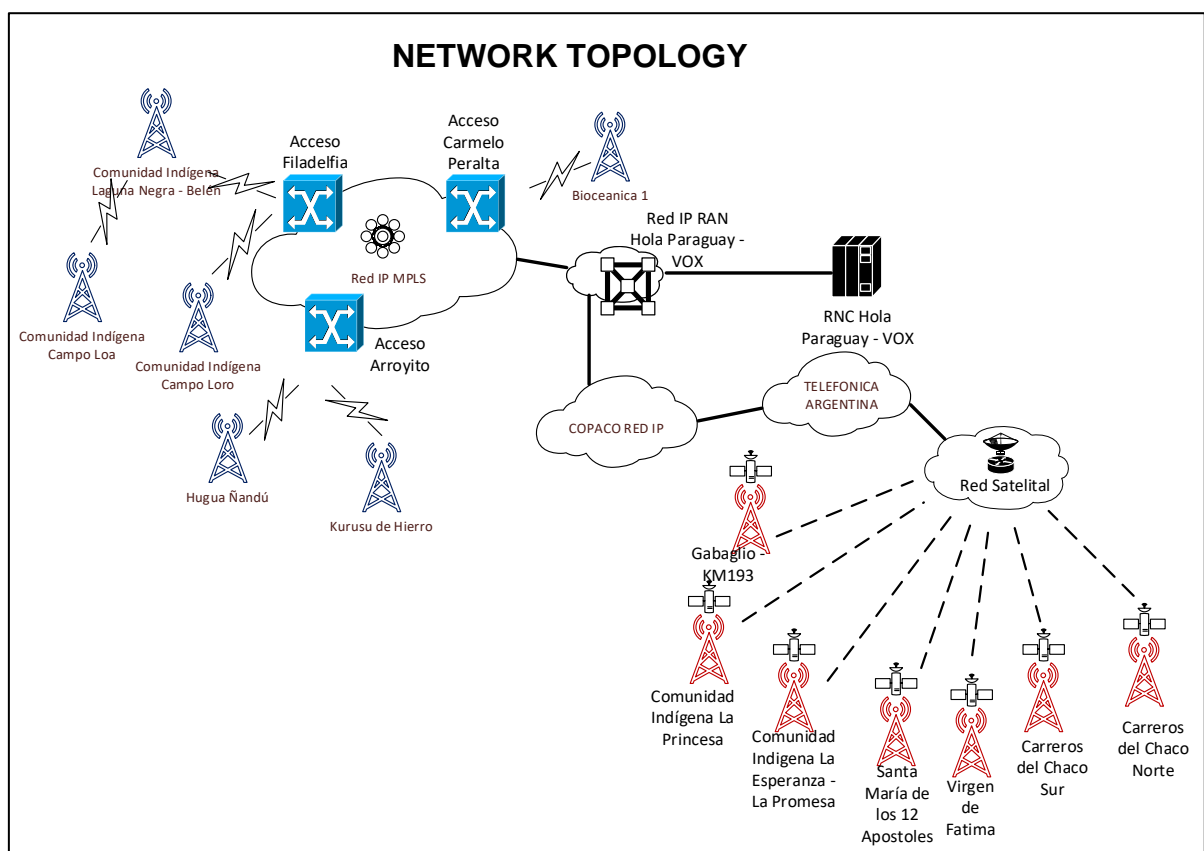 NETWORK TOPOLOGY
Comunidad Indígena
Laguna Negra - Belén
Acceso
Filadelfia
Acceso
Carmelo
Peralta
Bioceanica 1
Red IP RAN
Hola Paraguay -
VOX
Red IP MPLS
RNC Hola
Paraguay - VOX
Comunidad Indígena
Campo Loa
Comunidad Indígena
Campo Loro
Acceso
Arroyito
TELEFONICA
ARGENTINA
COPACO RED IP
Hugua Ñandú
Kurusu de Hierro
Red Satelital
Gabaglio -
KM193
Comunidad
Indígena La
Princesa
Comunidad
Indigena La
Esperanza -
La Promesa
Santa
María de
los 12
Apostoles
Virgen
de
Fatima
Carreros
del Chaco
Sur
Carreros
del Chaco
Norte